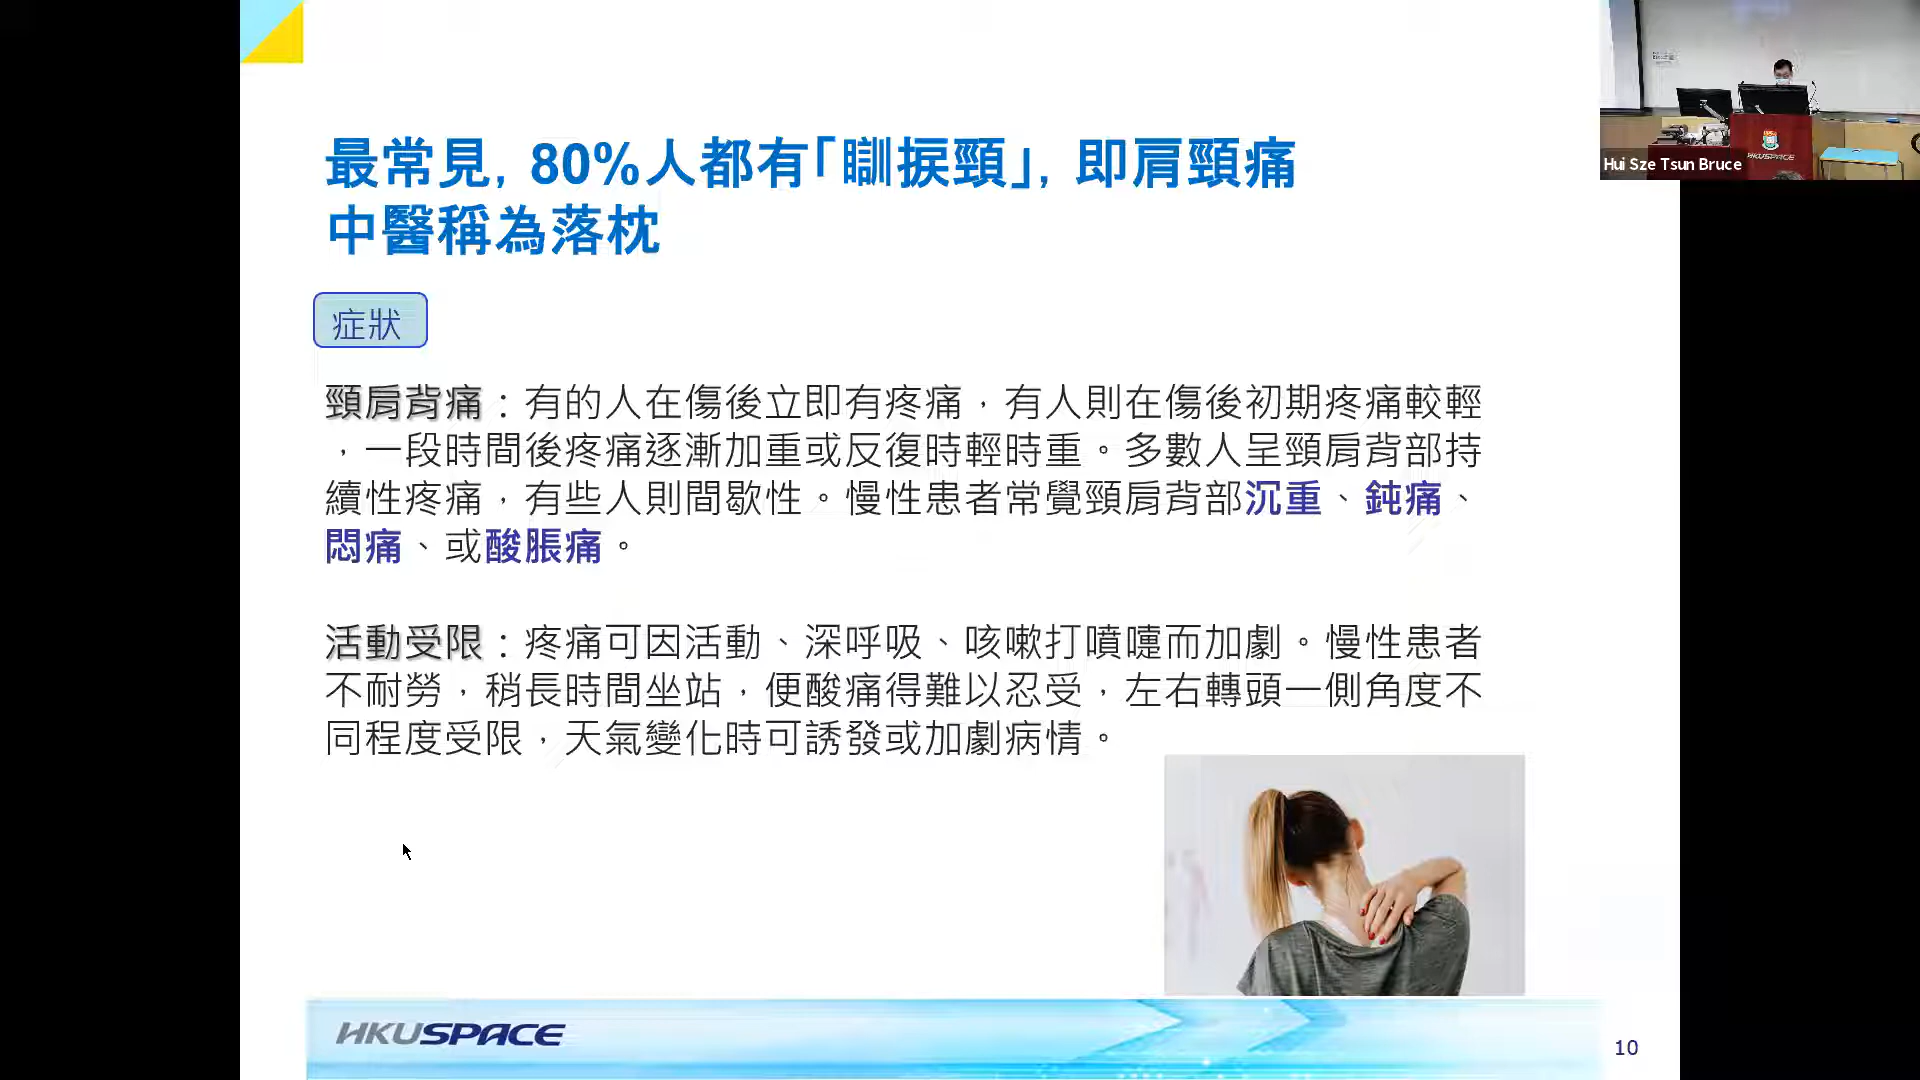 最常見, 80%人都有「瞓捩頸」, 即肩頸痛
中醫稱為落枕
症狀
頸肩背痛：有的人在傷後立即有疼痛，有人則在傷後初期疼痛較輕
，一段時間後疼痛逐漸加重或反復時輕時重。多數人呈頸肩背部持
續性疼痛，有些人則間歇性。慢性患者常覺頸肩背部沉重、鈍痛、
悶痛、或酸脹痛。
活動受限：疼痛可因活動、深呼吸、咳嗽打噴嚏而加劇。慢性患者
不耐勞，稍長時間坐站，便酸痛得難以忍受，左右轉頭一側角度不
同程度受限，天氣變化時可誘發或加劇病情。
HKUSPACE
10
HKUSPACE
Hui Sze Tsun Bruce